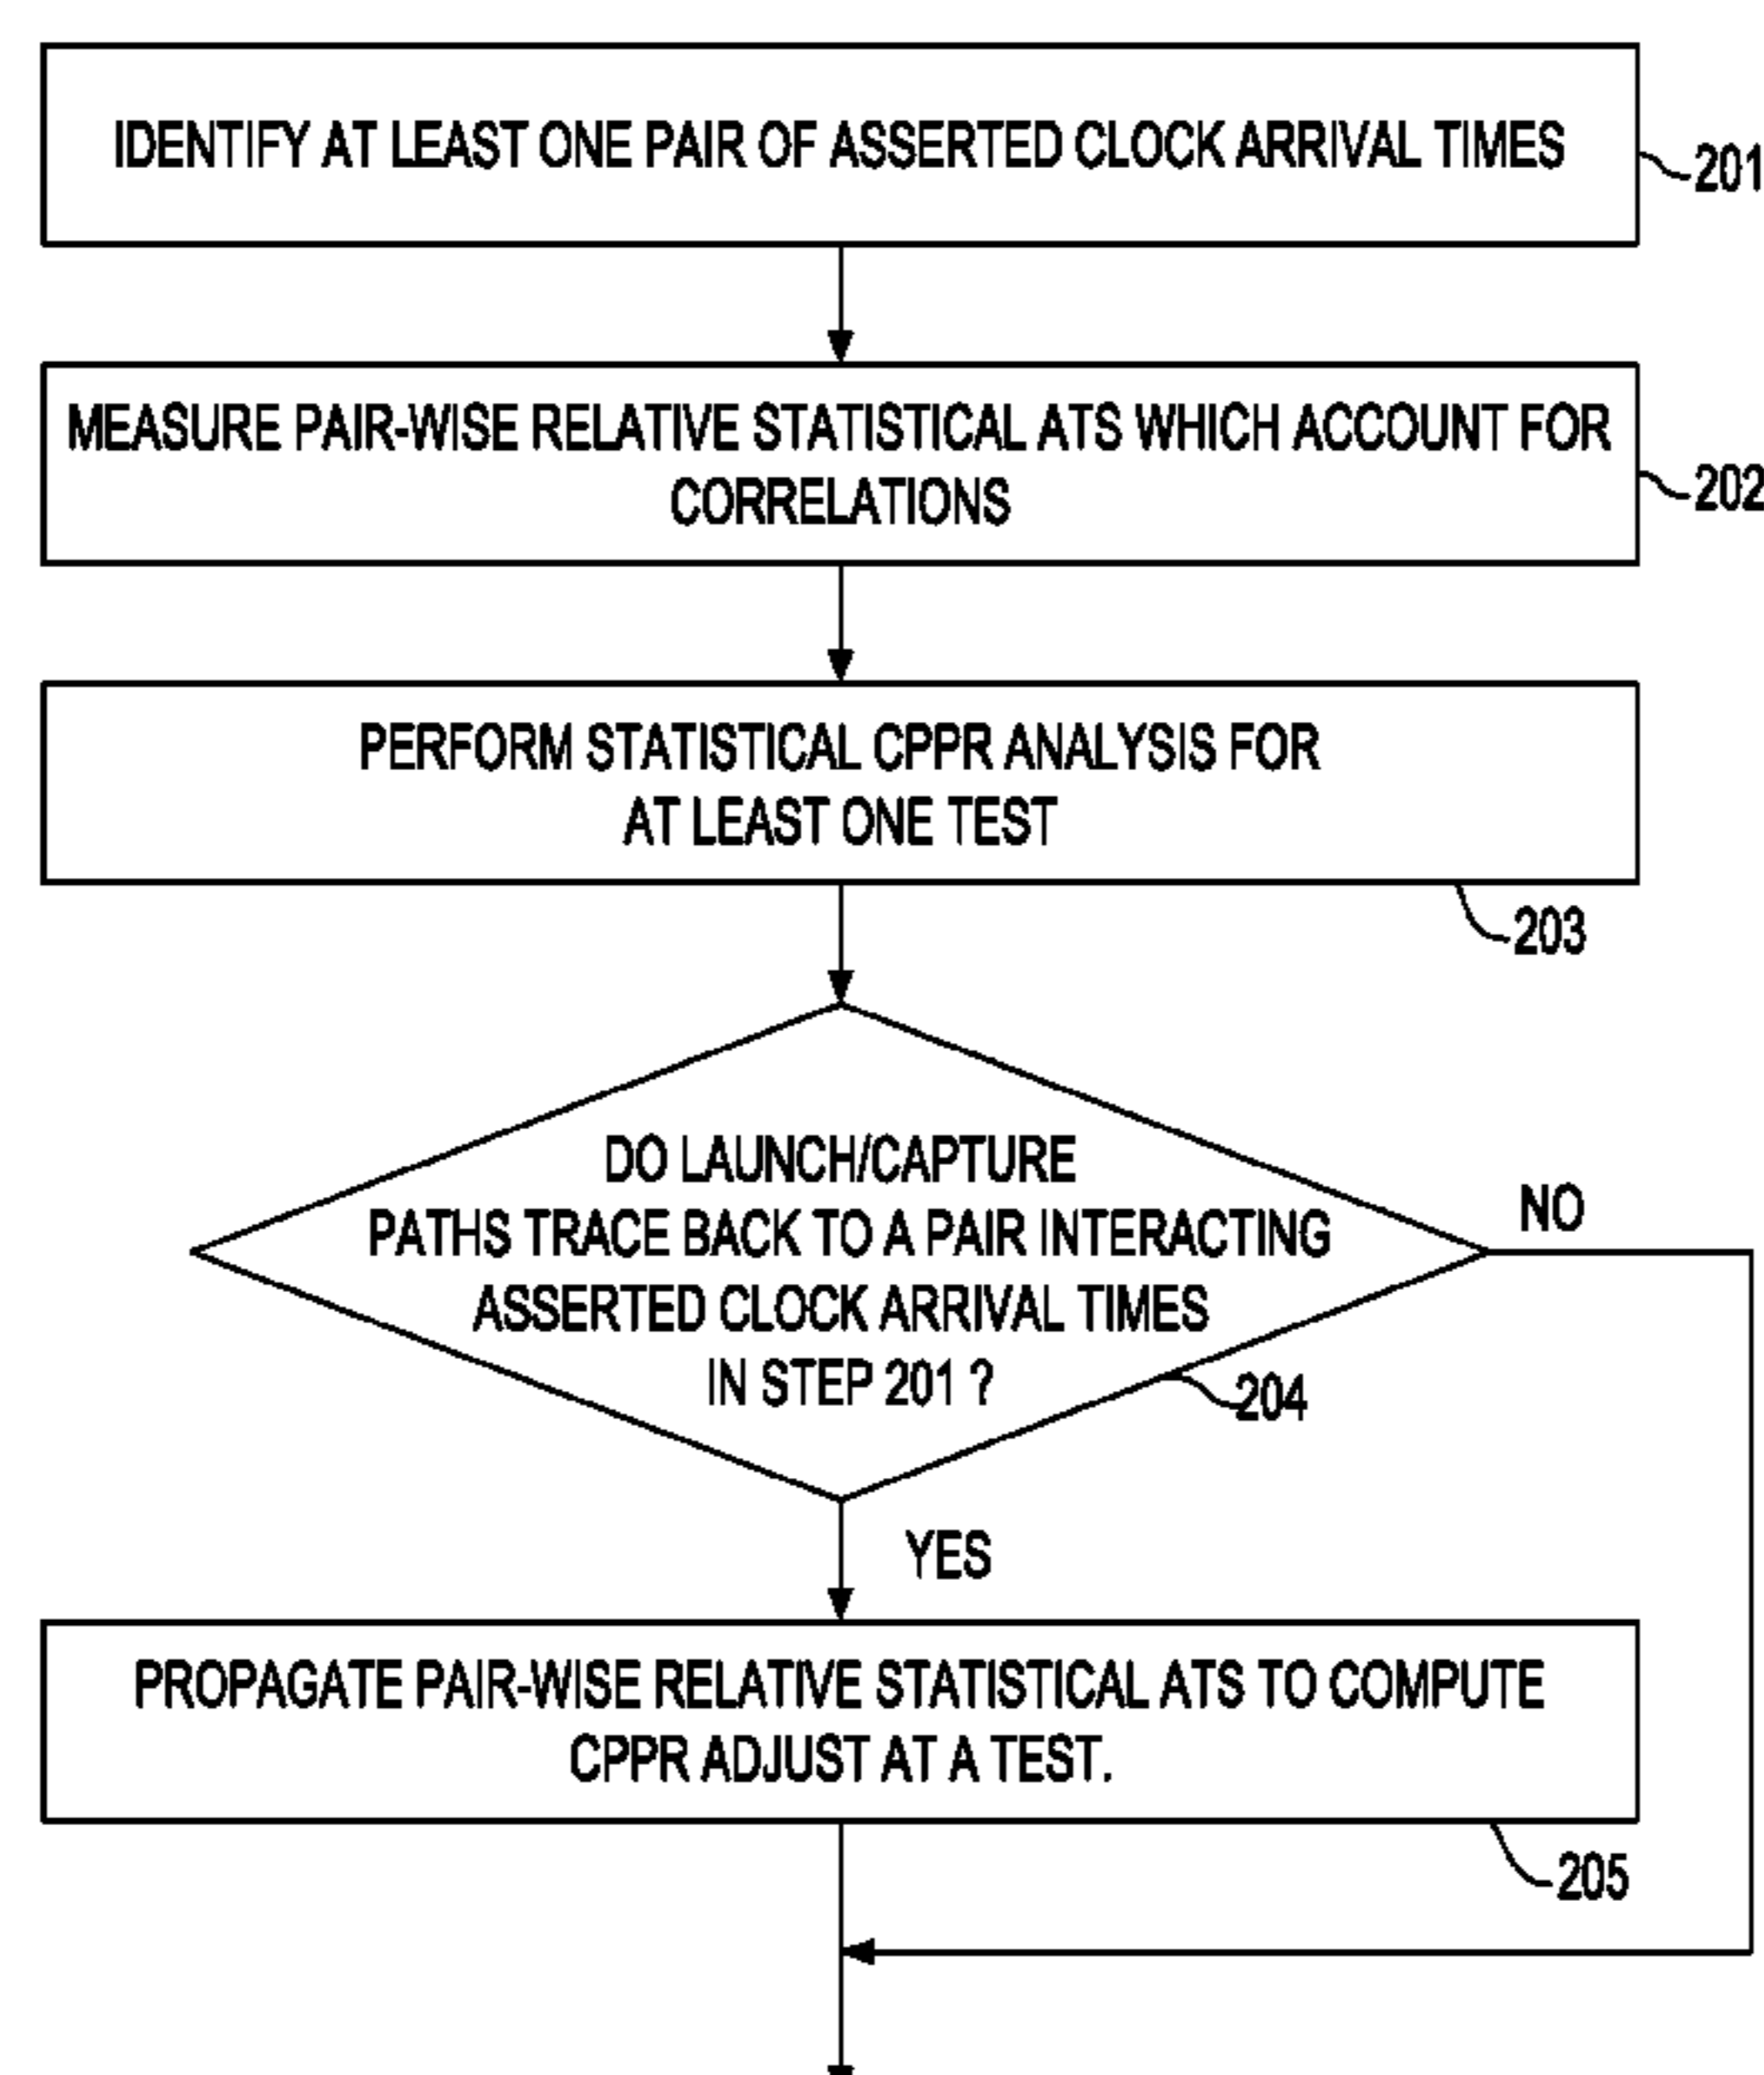 IDENTIFY AT LEAST ONE PAIR OF ASSERTED CLOCK ARRIVAL TIMES
201
MEASURE PAIR-WISE RELATIVE STATISTICAL ATS WHICH ACCOUNT FOR
CORRELATIONS
202
PERFORM STATISTICAL CPPR ANALYSIS FOR
AT LEAST ONE TEST
203
DO LAUNCH/CAPTURE
PATHS TRACE BACK TO A PAIR INTERACTING
ASSERTED CLOCK ARRIVAL TIMES
IN STEP 201 ?
NO
204
YES
PROPAGATE PAIR-WISE RELATIVE STATISTICAL ATS TO COMPUTE
CPPR ADJUST AT A TEST.
205